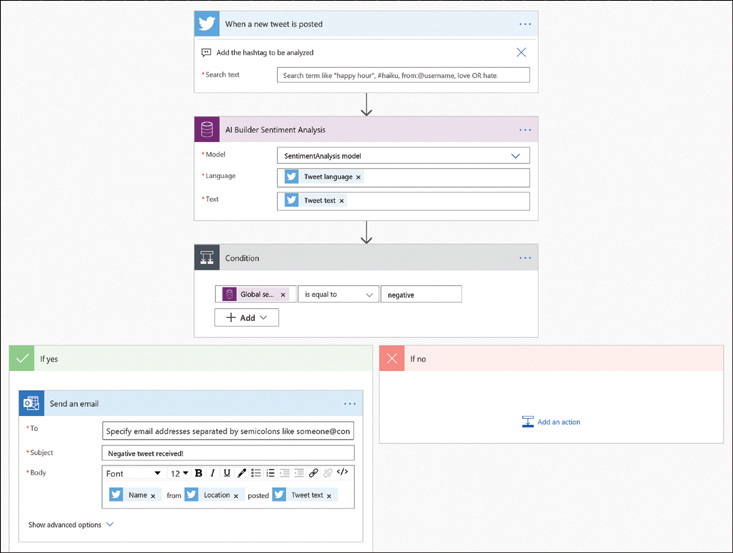 When a new tweet is posted
Add the hashtag to be analyzed
* Search text
Search term like "happy hour", #haiku, from:@username, love OR hate.
AI Builder Sentiment Analysis
* Model
SentimentAnalysis model
* Language
Tweet language ×
* Text
Tweet text ×
Condition
Global se... ×
is equal to
negative
+ Add
If yes
If no
Send an email
Add an action
* To
Specify email addresses separated by semicolons like someone@con
* Subject
Negative tweet received!
* Body
Font 12 B I U </>
Name × from Location × posted Tweet text ×
Show advanced options